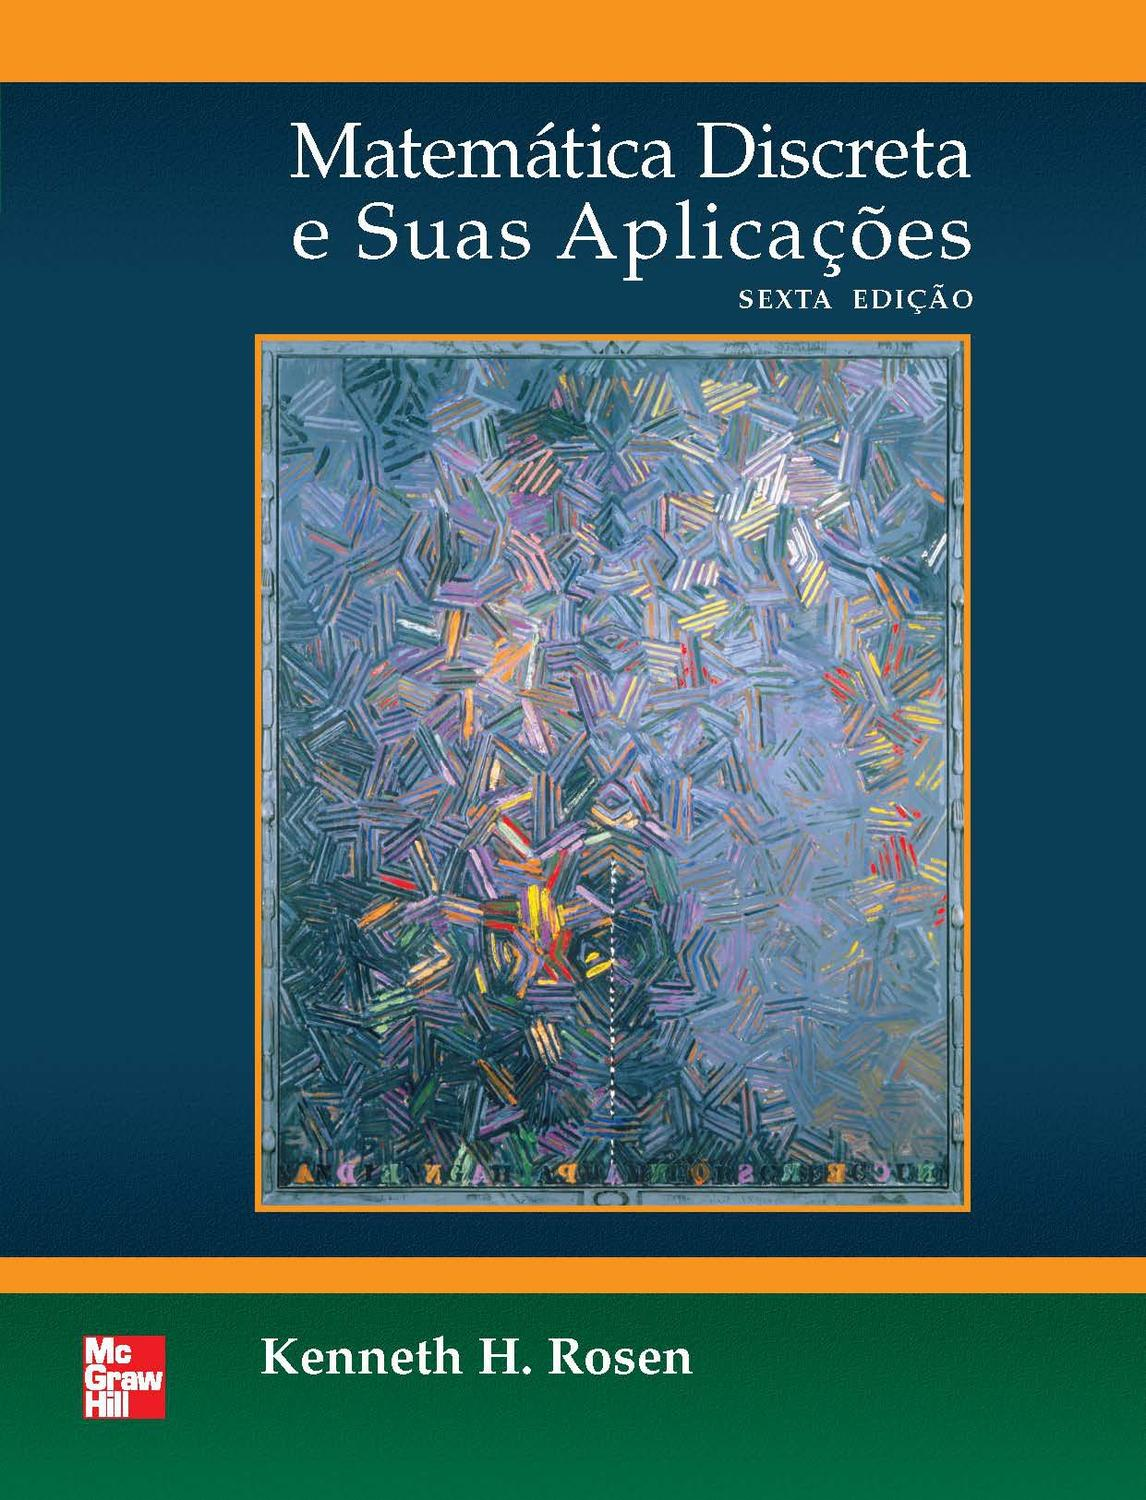 Matemática Discreta
e Suas Aplicações
SEXTA EDIÇÃO
Mc
Graw
Hill
Kenneth H. Rosen